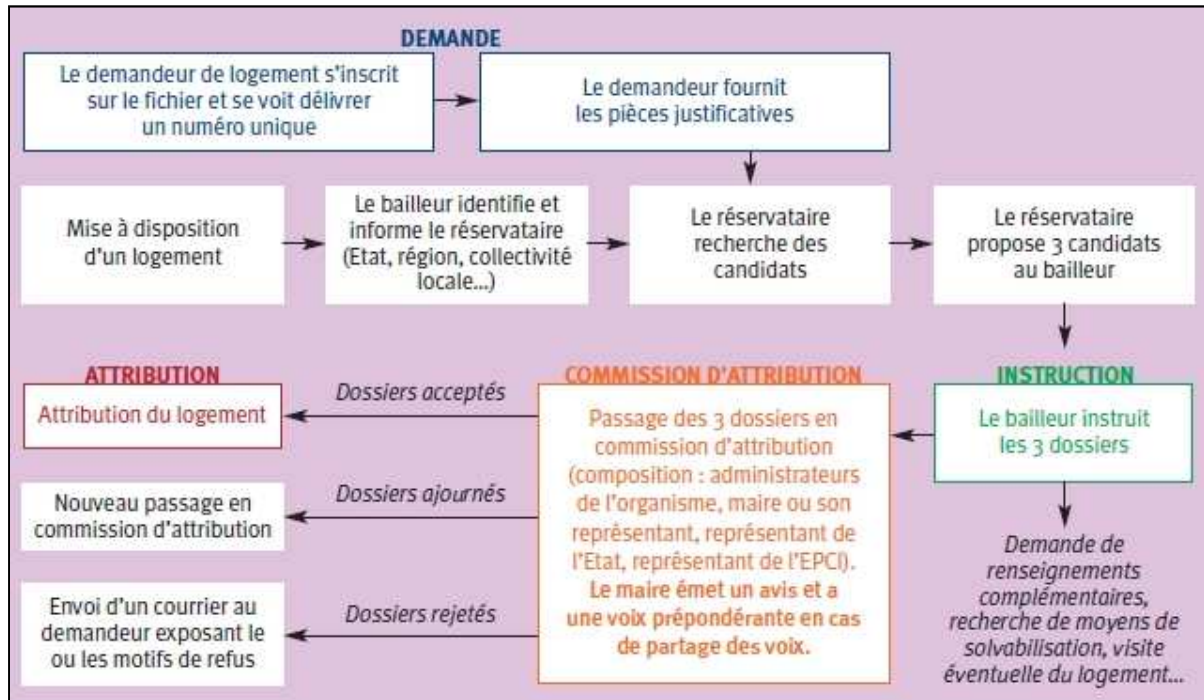 DEMANDE
Le demandeur de logement s'inscrit
sur le fichier et se voit délivrer
un numéro unique
Le demandeur fournit
les pièces justificatives
Mise à disposition
d'un logement
Le bailleur identifie et
informe le réservataire
(Etat, région, collectivité
locale...)
Le réservataire
recherche des
candidats
Le réservataire
propose 3 candidats
au bailleur
ATTRIBUTION
Attribution du logement
Dossiers acceptés
COMMISSION D'ATTRIBUTION
Passage des 3 dossiers en
commission d'attribution
(composition : administrateurs
de l'organisme, maire ou son
représentant, représentant de
l'Etat, représentant de l'EPCI).
Le maire émet un avis et a
une voix prépondérante en cas
de partage des voix.
INSTRUCTION
Le bailleur instruit
les 3 dossiers
Nouveau passage en
commission d'attribution
Dossiers ajournés
Envoi d'un courrier au
demandeur exposant le
ou les motifs de refus
Dossiers rejetés
Demande de
renseignements
complémentaires,
recherche de moyens de
solvabilisation, visite
éventuelle du logement...